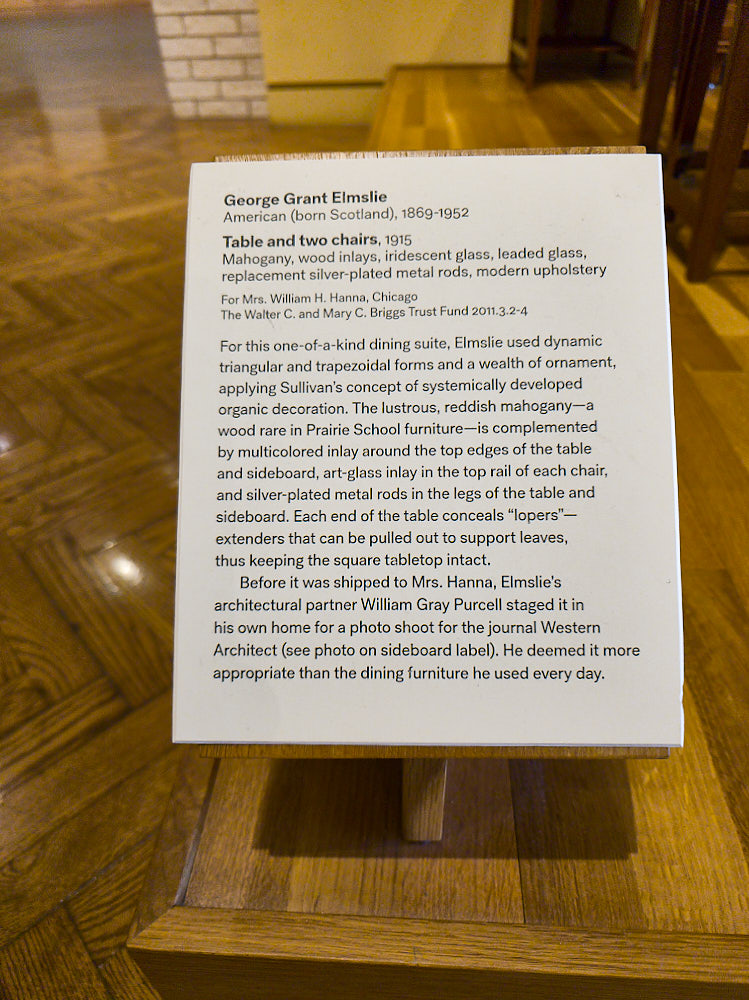 George Grant Elmslie
American (born Scotland), 1869-1952
Table and two chairs, 1915
Mahogany, wood inlays, iridescent glass, leaded glass,
replacement silver-plated metal rods, modern upholstery
For Mrs. William H. Hanna, Chicago
The Walter C. and Mary C. Briggs Trust Fund 2011.3.2-4
For this one-of-a-kind dining suite, Elmslie used dynamic
triangular and trapezoidal forms and a wealth of ornament,
applying Sullivan's concept of systemically developed
organic decoration. The lustrous, reddish mahogany—a
wood rare in Prairie School furniture—is complemented
by multicolored inlay around the top edges of the table
and sideboard, art-glass inlay in the top rail of each chair,
and silver-plated metal rods in the legs of the table and
sideboard. Each end of the table conceals “lopers”—
extenders that can be pulled out to support leaves,
thus keeping the square tabletop intact.
Before it was shipped to Mrs. Hanna, Elmslie's
architectural partner William Gray Purcell staged it in
his own home for a photo shoot for the journal Western
Architect (see photo on sideboard label). He deemed it more
appropriate than the dining furniture he used every day.